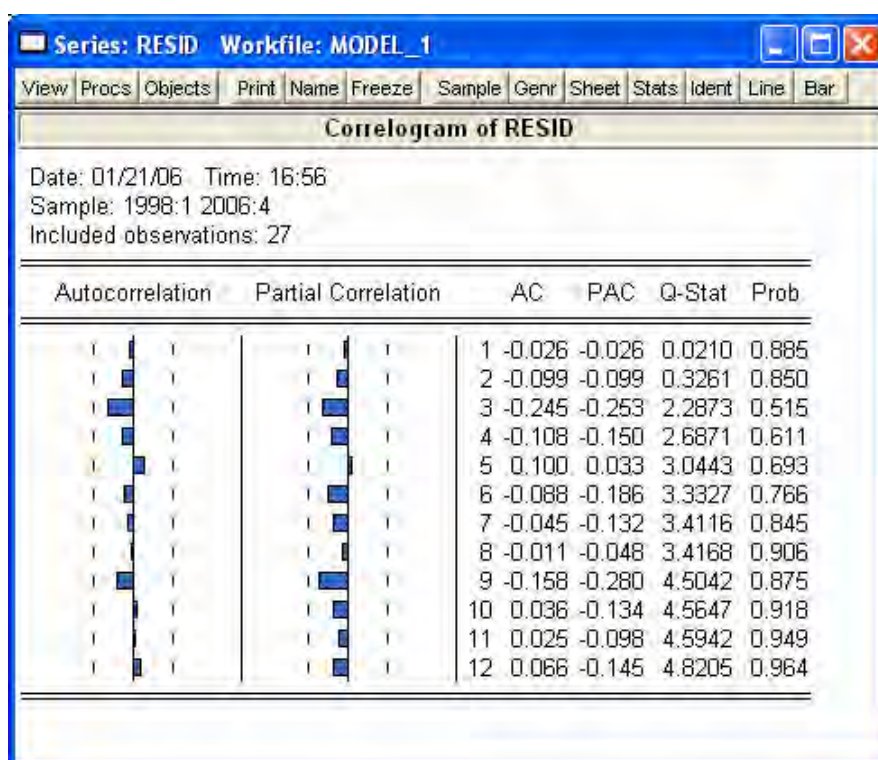 Series: RESID Workfile: MODEL_1
View Procs Objects Print Name Freeze Sample Genr Sheet Stats Ident Line Bar
Correlogram of RESID
Date: 01/21/06 Time: 16:56
Sample: 1998:1 2006:4
Included observations: 27
Autocorrelation Partial Correlation AC PAC Q-Stat Prob
1 -0.026 -0.026 0.0210 0.885
2 -0.099 -0.099 0.3261 0.850
3 -0.245 -0.253 2.2873 0.515
4 -0.108 -0.150 2.6871 0.611
5 0.100 0.033 3.0443 0.693
6 -0.088 -0.186 3.3327 0.766
7 -0.045 -0.132 3.4116 0.845
8 -0.011 -0.048 3.4168 0.906
9 -0.158 -0.280 4.5042 0.875
10 0.036 -0.134 4.5647 0.918
11 0.025 -0.098 4.5942 0.949
12 0.066 -0.145 4.8205 0.964